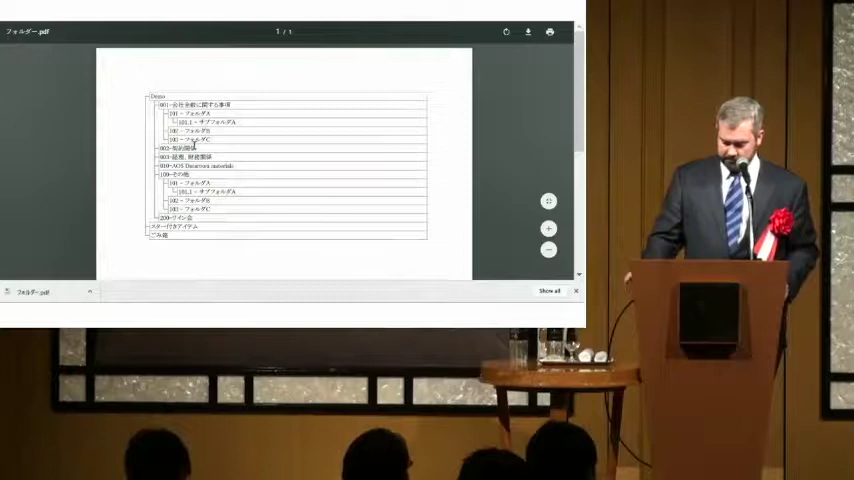 フォルダー.pdf
1 / 1
Demo
001-会社全般に関する事項
101 - フォルダA
101.1 - サブフォルダA
102 - フォルダB
103 - フォルダC
002-契約関係
003-経理、財務関係
010-AOS Dataroom materials
100-その他
101 - フォルダA
101.1 - サブフォルダA
102 - フォルダB
103 - フォルダC
200-ワイン会
スター付きアイテム
ごみ箱
フォルダー.pdf
Show all